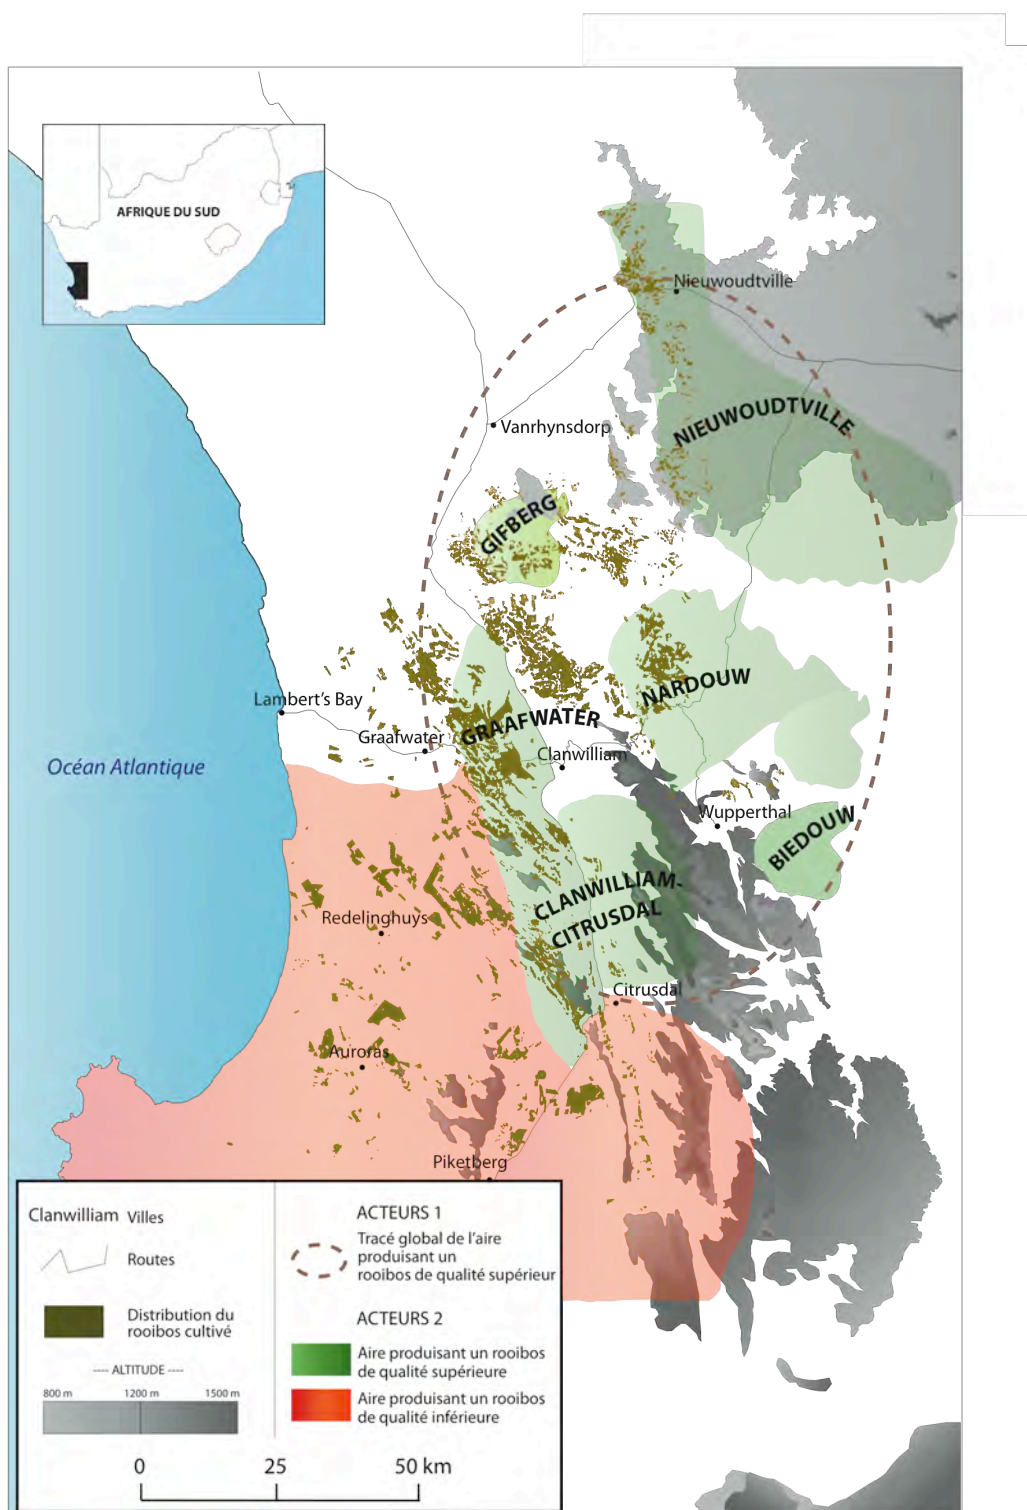 AFRIQUE DU SUD
Nieuwoudtville
NIEUWOUDTVILLE
Vanrhynsdorp
GIFBERG
NARDOUW
Lambert's Bay
GRAAFWATER
Graafwater
Clanwilliam
Océan Atlantique
Wupperthal
BIEDOUW
CLANWILLIAM-
CITRUSDAL
Redelinghuys
Citrusdal
Auroras
Piketberg
Clanwilliam Villes
Routes
Distribution du
rooibos cultivé
---- ALTITUDE ----
800 m 1200 m 1500 m
ACTEURS 1
Tracé global de l'aire
produisant un
rooibos de qualité supérieur
ACTEURS 2
Aire produisant un rooibos
de qualité supérieure
Aire produisant un rooibos
de qualité inférieure
0 25 50 km